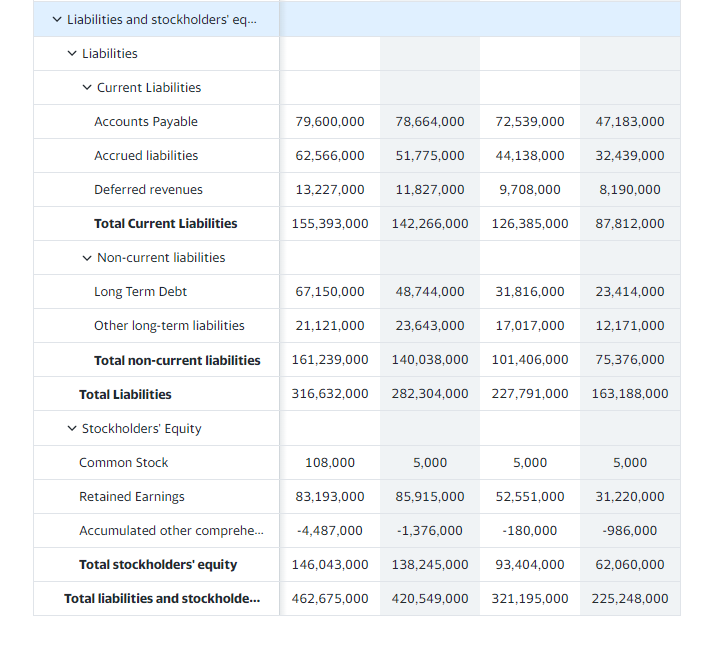 Liabilities and stockholders' eq...
Liabilities
Current Liabilities
Accounts Payable 79,600,000 78,664,000 72,539,000 47,183,000
Accrued liabilities 62,566,000 51,775,000 44,138,000 32,439,000
Deferred revenues 13,227,000 11,827,000 9,708,000 8,190,000
Total Current Liabilities 155,393,000 142,266,000 126,385,000 87,812,000
Non-current liabilities
Long Term Debt 67,150,000 48,744,000 31,816,000 23,414,000
Other long-term liabilities 21,121,000 23,643,000 17,017,000 12,171,000
Total non-current liabilities 161,239,000 140,038,000 101,406,000 75,376,000
Total Liabilities 316,632,000 282,304,000 227,791,000 163,188,000
Stockholders' Equity
Common Stock 108,000 5,000 5,000 5,000
Retained Earnings 83,193,000 85,915,000 52,551,000 31,220,000
Accumulated other comprehe... -4,487,000 -1,376,000 -180,000 -986,000
Total stockholders' equity 146,043,000 138,245,000 93,404,000 62,060,000
Total liabilities and stockholde... 462,675,000 420,549,000 321,195,000 225,248,000